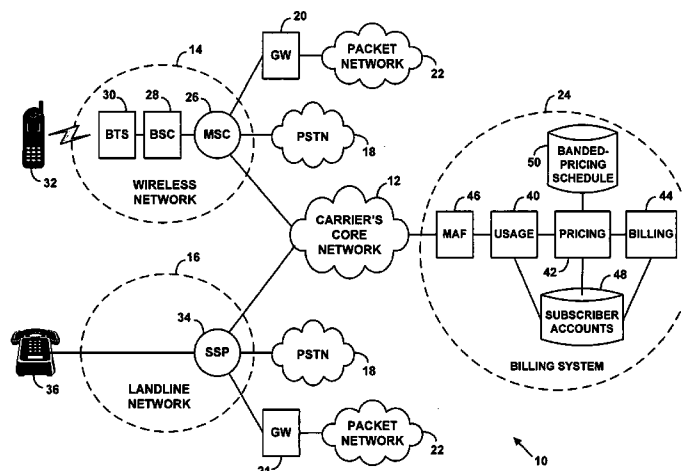 20
14
GW
PACKET
NETWORK
22
30
28
26
24
BTS
BSC
MSC
PSTN
18
50
BANDED-
PRICING
SCHEDULE
32
WIRELESS
NETWORK
12
46
40
44
CARRIER'S
CORE
NETWORK
MAF
USAGE
PRICING
BILLING
16
42
48
34
SUBSCRIBER
ACCOUNTS
SSP
PSTN
18
36
LANDLINE
NETWORK
BILLING SYSTEM
GW
PACKET
NETWORK
22
10
21